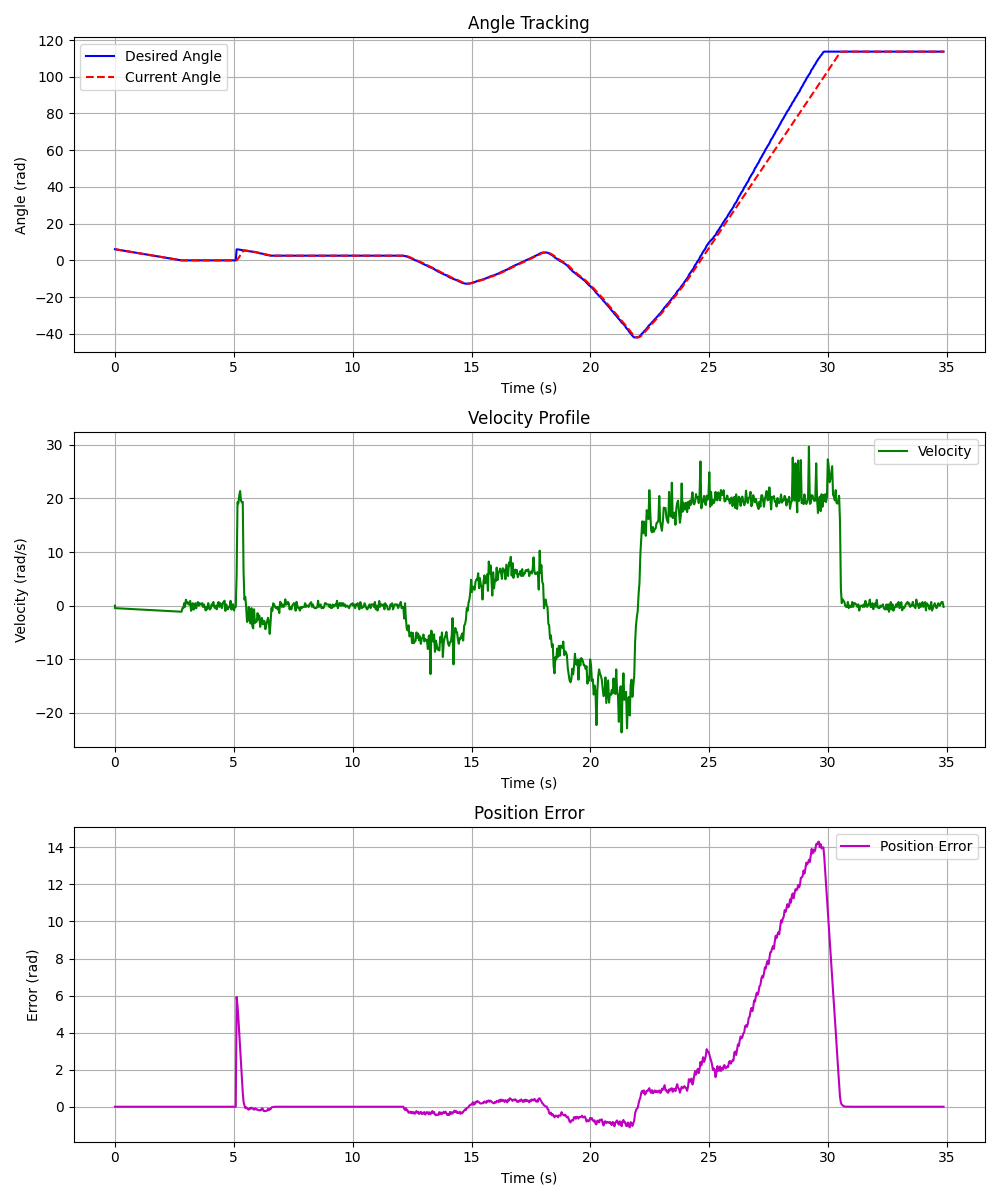 Angle Tracking
120
100
80
60
40
20
0
−20
−40
Angle (rad)
Desired Angle
Current Angle
0 5 10 15 20 25 30 35
Time (s)
Velocity Profile
30
20
10
0
−10
−20
Velocity (rad/s)
Velocity
0 5 10 15 20 25 30 35
Time (s)
Position Error
14
12
10
8
6
4
2
0
Error (rad)
Position Error
0 5 10 15 20 25 30 35
Time (s)